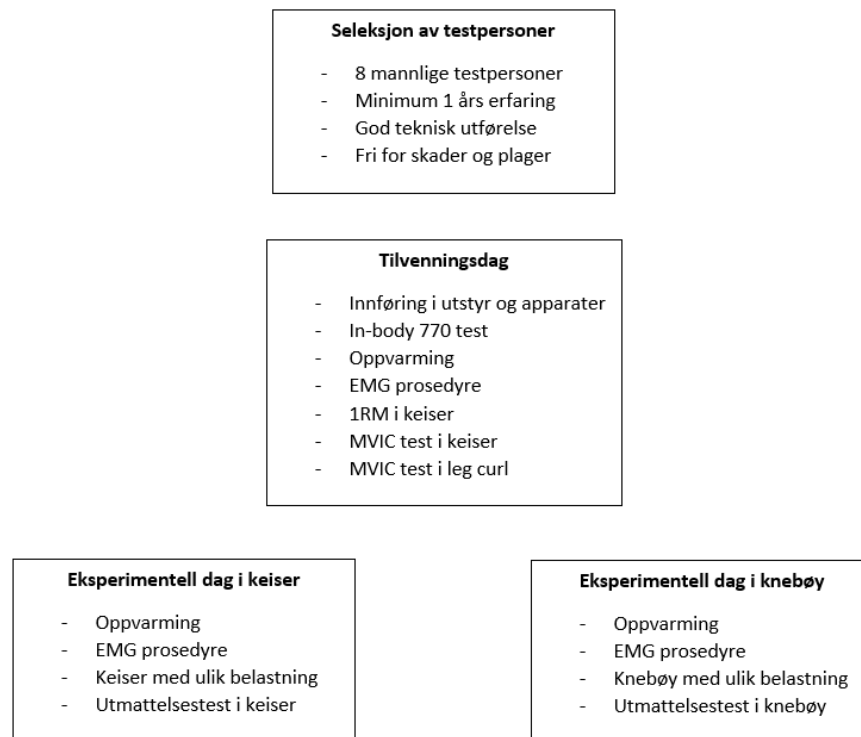 Seleksjon av testpersoner
- 8 mannlige testpersoner
- Minimum 1 års erfaring
- God teknisk utførelse
- Fri for skader og plager
Tilvenningsdag
- Innføring i utstyr og apparater
- In-body 770 test
- Oppvarming
- EMG prosedyre
- 1RM i keiser
- MVIC test i keiser
- MVIC test i leg curl
Eksperimentell dag i keiser
- Oppvarming
- EMG prosedyre
- Keiser med ulik belastning
- Utmattelsestest i keiser
Eksperimentell dag i knebøy
- Oppvarming
- EMG prosedyre
- Knebøy med ulik belastning
- Utmattelsestest i knebøy